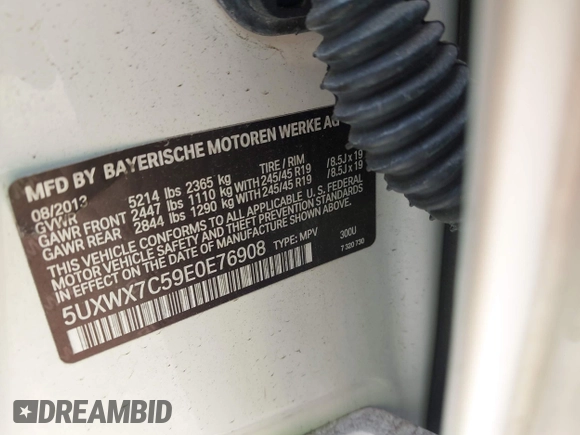 MFD BY BAYERISCHE MOTOREN WERKE AG
08/2013
TIRE / RIM
GVWR 5214 lbs 2365 kg
GAWR FRONT 2447 lbs 1110 kg WITH 245/45 R19 /8.5J x 19
GAWR REAR 2844 lbs 1290 kg WITH 245/45 R19 /8.5J x 19
THIS VEHICLE CONFORMS TO ALL APPLICABLE U.S. FEDERAL
MOTOR VEHICLE SAFETY AND THEFT PREVENTION STANDARDS
IN EFFECT ON THE DATE OF MANUFACTURE SHOWN ABOVE.
5UXWX7C59E0E76908 TYPE: MPV 300U
7 320 730
DREAMBID